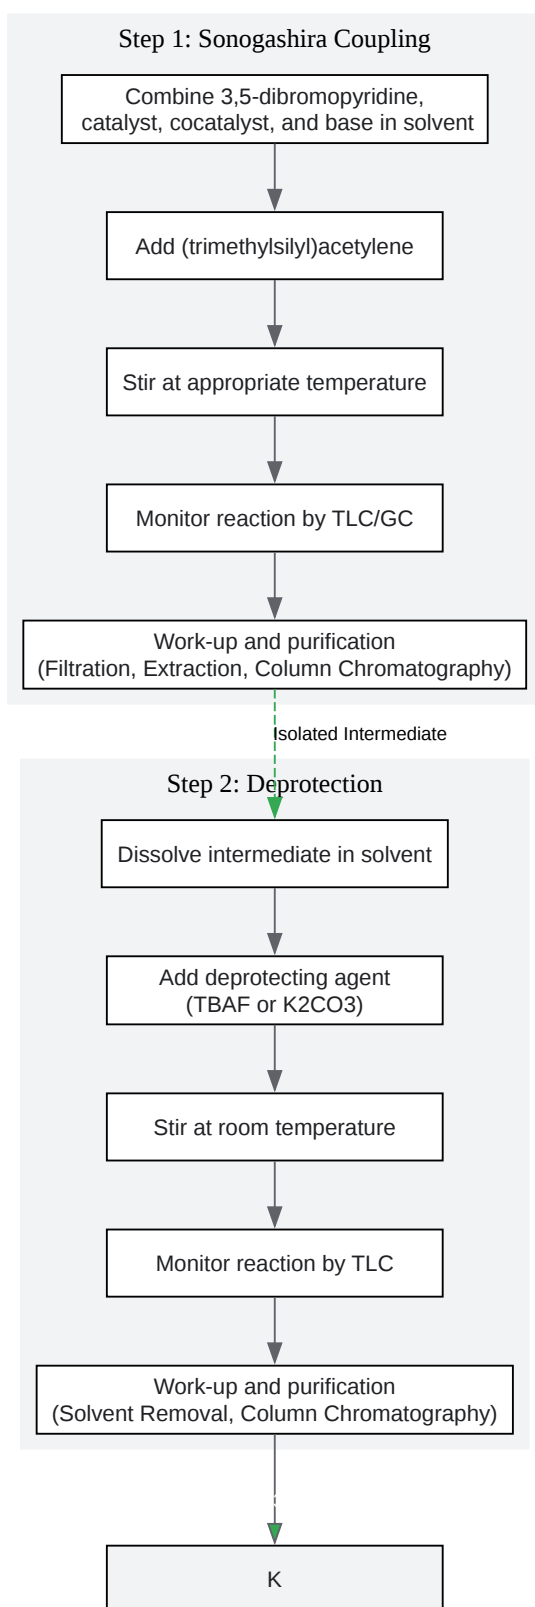 Step 1: Sonogashira Coupling
Combine 3,5-dibromopyridine,
catalyst, cocatalyst, and base in solvent
Add (trimethylsilyl)acetylene
Stir at appropriate temperature
Monitor reaction by TLC/GC
Work-up and purification
(Filtration, Extraction, Column Chromatography)
Isolated Intermediate
Step 2: Deprotection
Dissolve intermediate in solvent
Add deprotecting agent
(TBAF or K2CO3)
Stir at room temperature
Monitor reaction by TLC
Work-up and purification
(Solvent Removal, Column Chromatography)
K